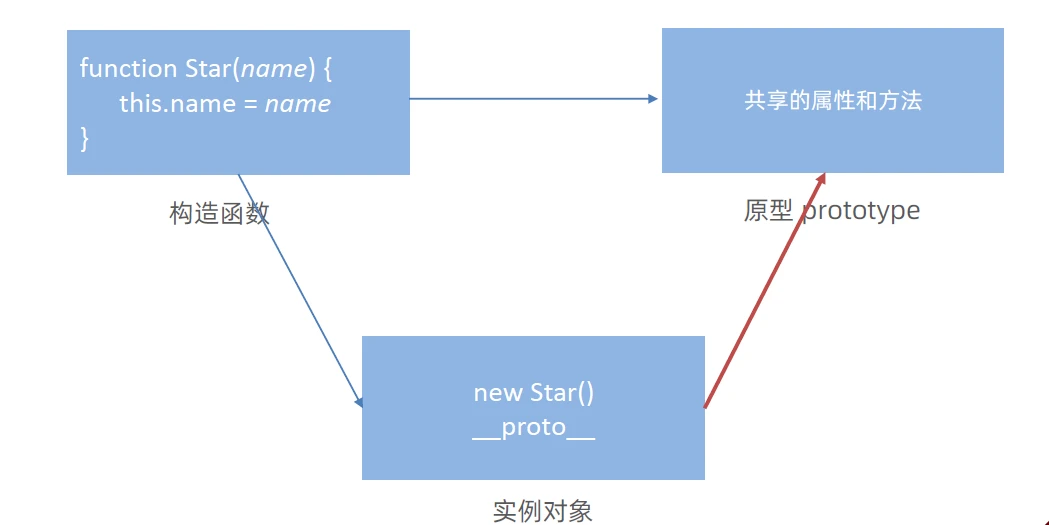 function Star(name) {
this.name = name
}
共享的属性和方法
构造函数
原型 prototype
new Star()
__proto__
实例对象